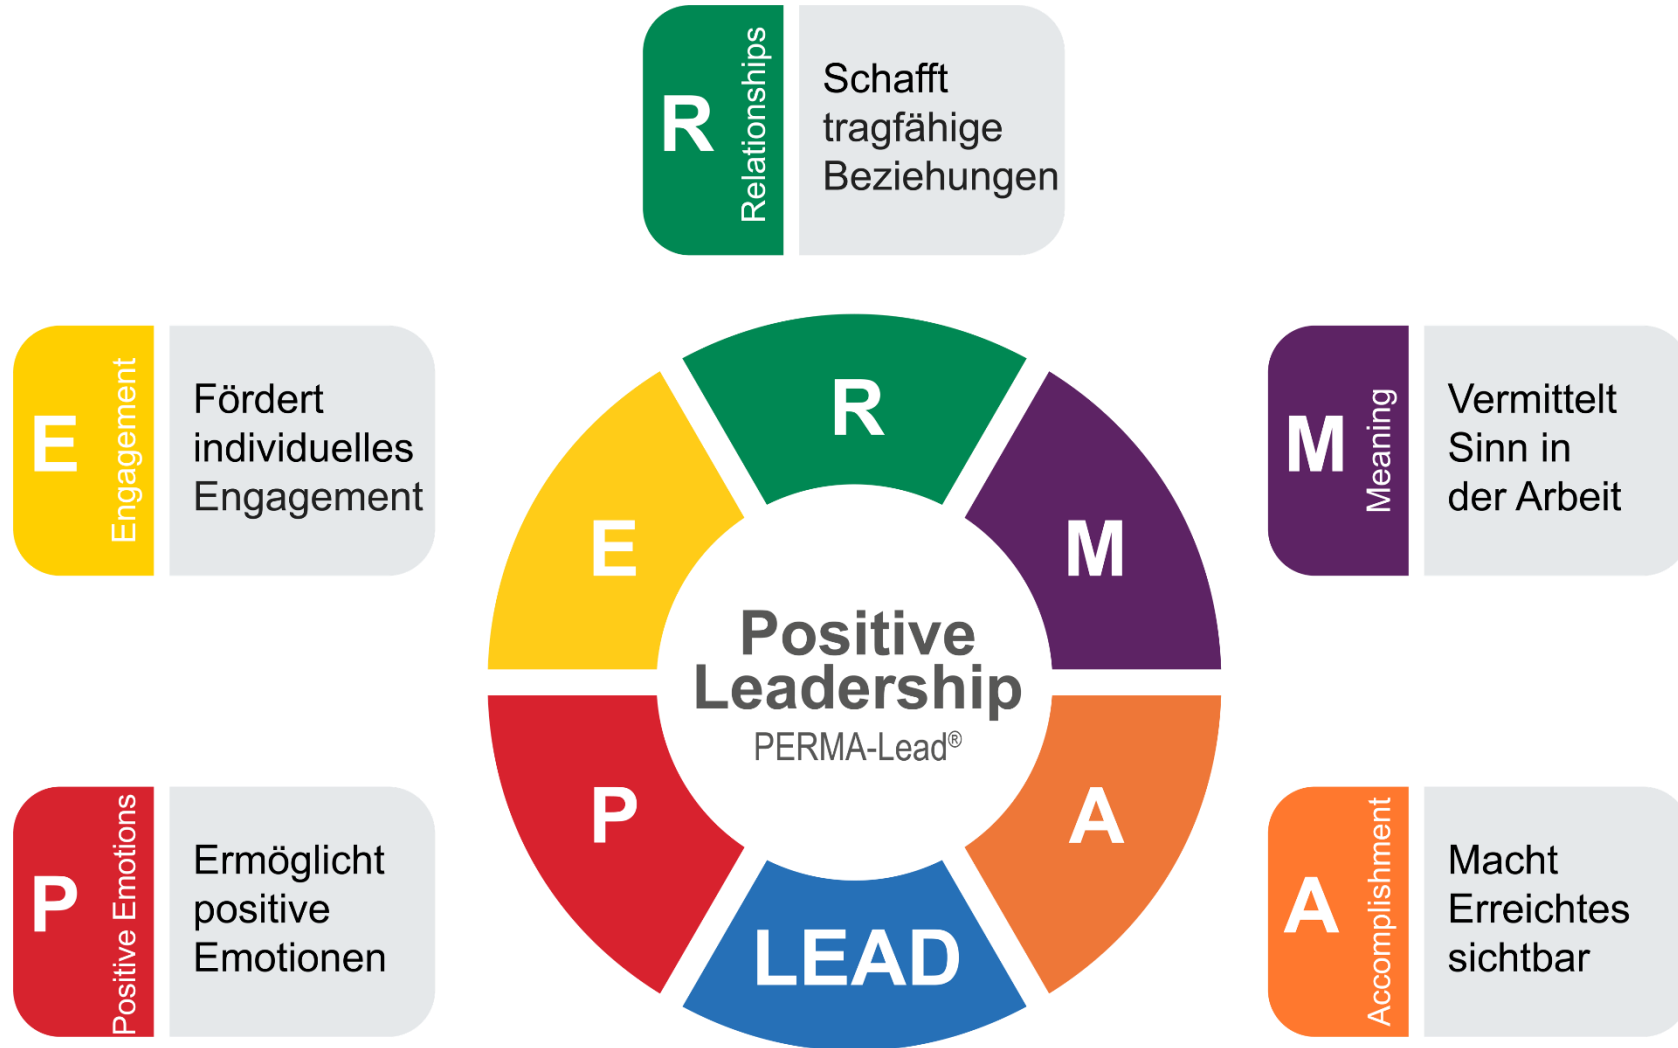 R
Relationships
Schafft
tragfähige
Beziehungen
E
Engagement
Fördert
individuelles
Engagement
M
Meaning
Vermittelt
Sinn in
der Arbeit
P
Positive Emotions
Ermöglicht
positive
Emotionen
A
Accomplishment
Macht
Erreichtes
sichtbar
R
E
M
Positive
Leadership
PERMA-Lead®
P
A
LEAD